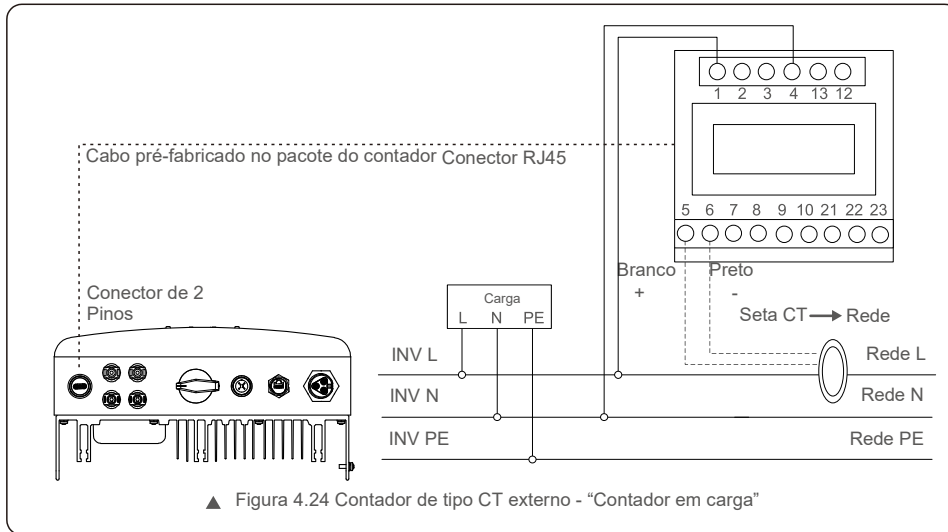 1 2 3 4 13 12
Cabo pré-fabricado no pacote do contador Conector RJ45
5 6 7 8 9 10 21 22 23
Branco Preto
+ -
Conector de 2
Pinos
Carga
L N PE
Seta CT → Rede
INV L Rede L
INV N Rede N
INV PE Rede PE
▲ Figura 4.24 Contador de tipo CT externo - “Contador em carga”